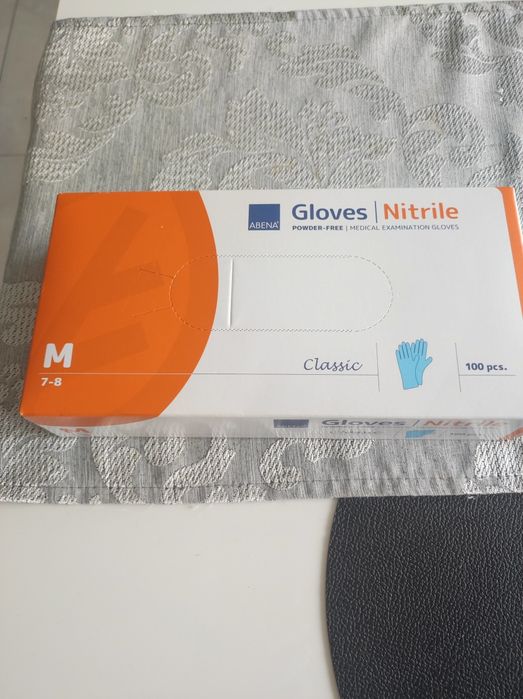 ABENA®
Gloves | Nitrile
POWDER-FREE | MEDICAL EXAMINATION GLOVES
M
7-8
Classic
100 pcs.
M
Gloves | Nitrile